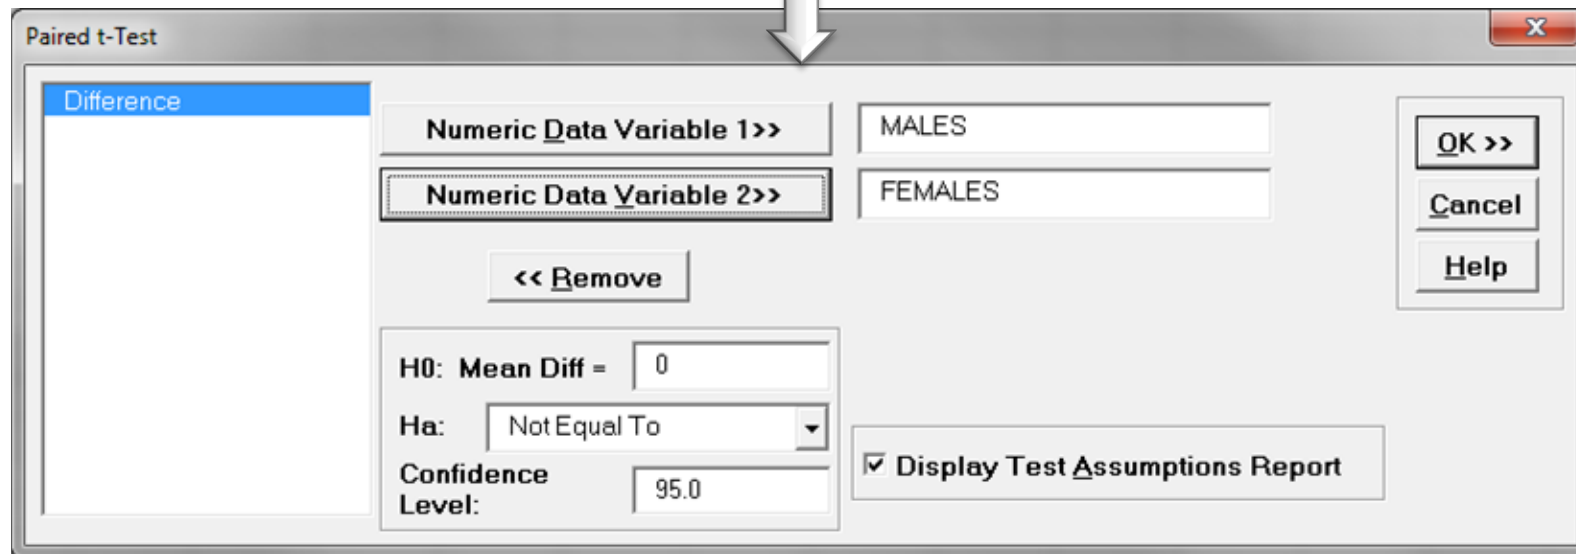 Paired t-Test
Difference
Numeric Data Variable 1>>
MALES
Numeric Data Variable 2>>
FEMALES
<< Remove
OK >>
Cancel
Help
H0: Mean Diff =
0
Ha:
Not Equal To
Confidence
Level:
95.0
Display Test Assumptions Report